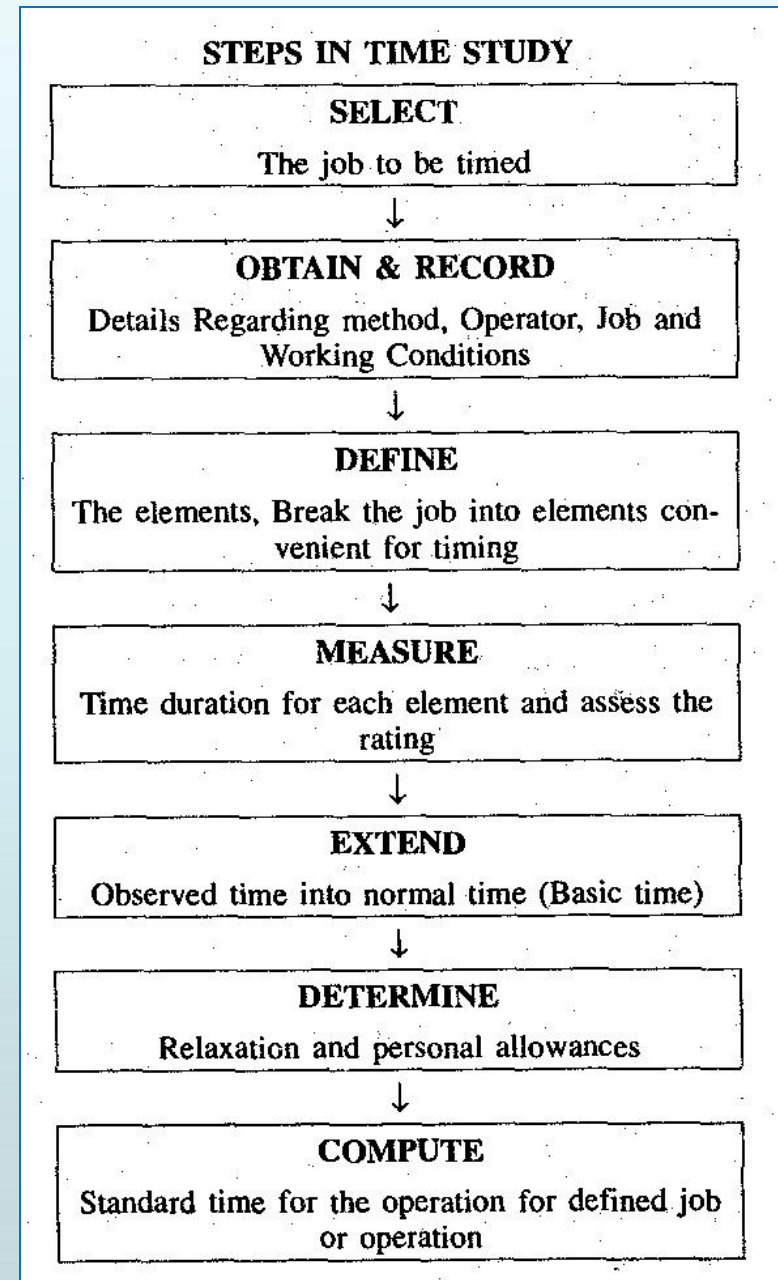 STEPS IN TIME STUDY
SELECT
The job to be timed
OBTAIN & RECORD
Details Regarding method, Operator, Job and
Working Conditions
DEFINE
The elements, Break the job into elements con-
venient for timing
MEASURE
Time duration for each element and assess the
rating
EXTEND
Observed time into normal time (Basic time)
DETERMINE
Relaxation and personal allowances
COMPUTE
Standard time for the operation for defined job
or operation